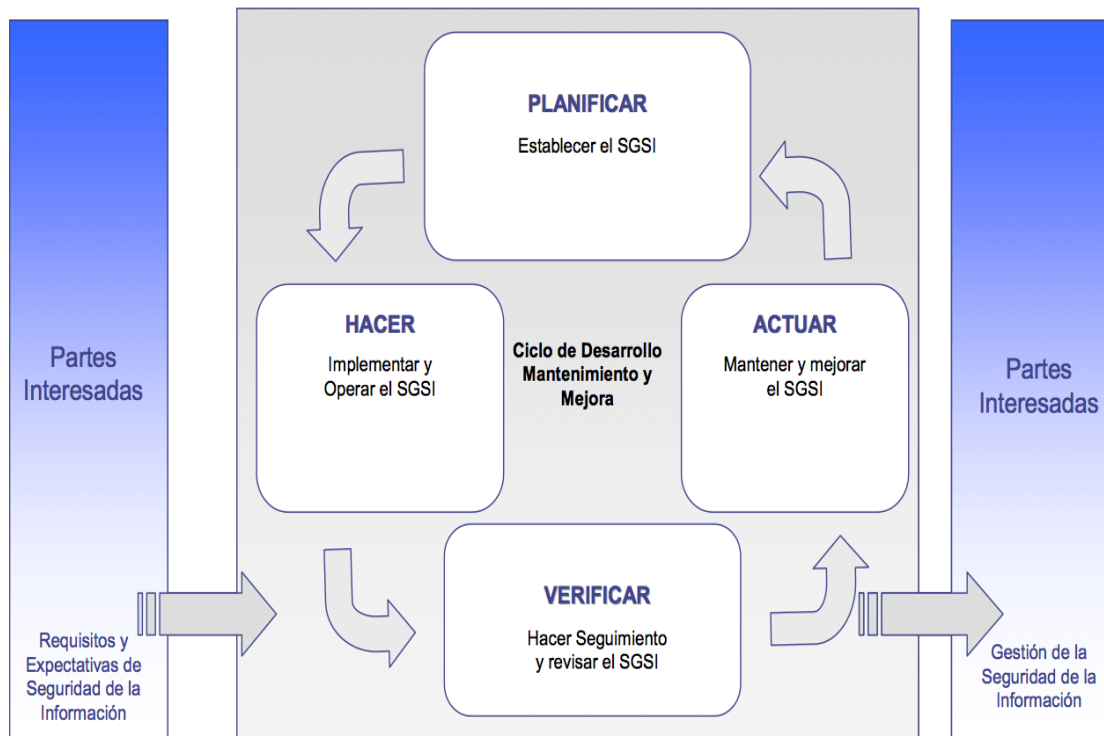 PLANIFICAR
Establecer el SGSI
HACER
Implementar y
Operar el SGSI
Ciclo de Desarrollo
Mantenimiento y
Mejora
ACTUAR
Mantener y mejorar
el SGSI
VERIFICAR
Hacer Seguimiento
y revisar el SGSI
Partes
Interesadas
Requisitos y
Expectativas de
Seguridad de la
Información
Partes
Interesadas
Gestión de la
Seguridad de la
Información